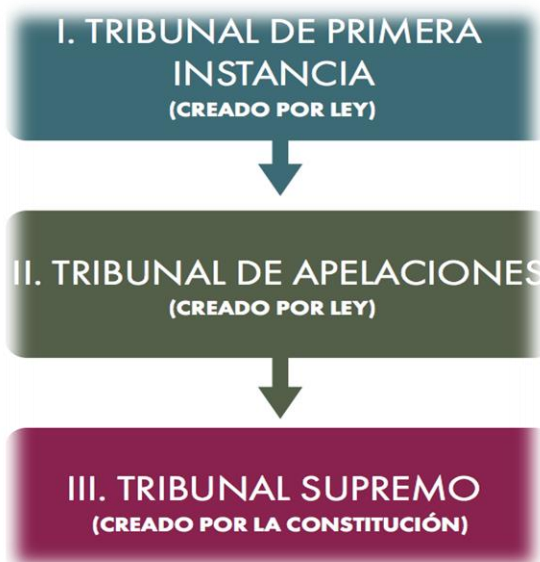 I. TRIBUNAL DE PRIMERA
INSTANCIA
(CREADO POR LEY)
II. TRIBUNAL DE APELACIONES
(CREADO POR LEY)
III. TRIBUNAL SUPREMO
(CREADO POR LA CONSTITUCIÓN)